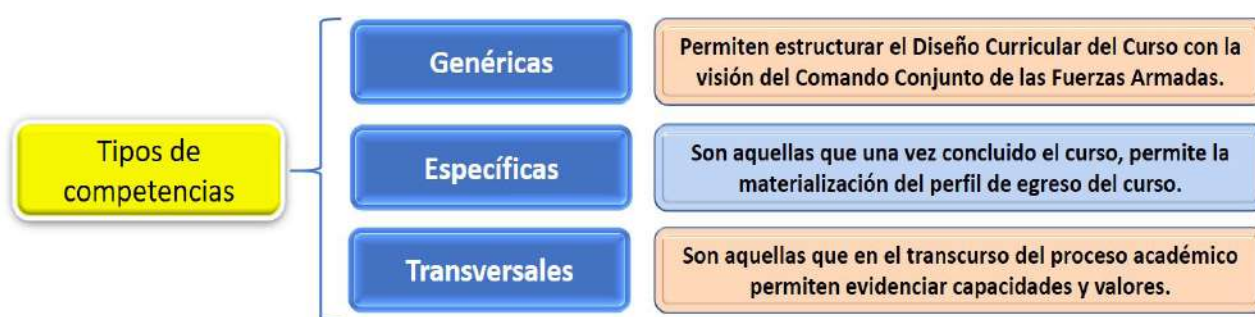 Tipos de
competencias
Genéricas
Permiten estructurar el Diseño Curricular del Curso con la
visión del Comando Conjunto de las Fuerzas Armadas.
Específicas
Son aquellas que una vez concluido el curso, permite la
materialización del perfil de egreso del curso.
Transversales
Son aquellas que en el transcurso del proceso académico
permiten evidenciar capacidades y valores.